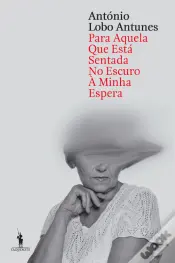 António
Lobo Antunes
Para Aquela
Que Está
Sentada
No Escuro
À Minha
Espera